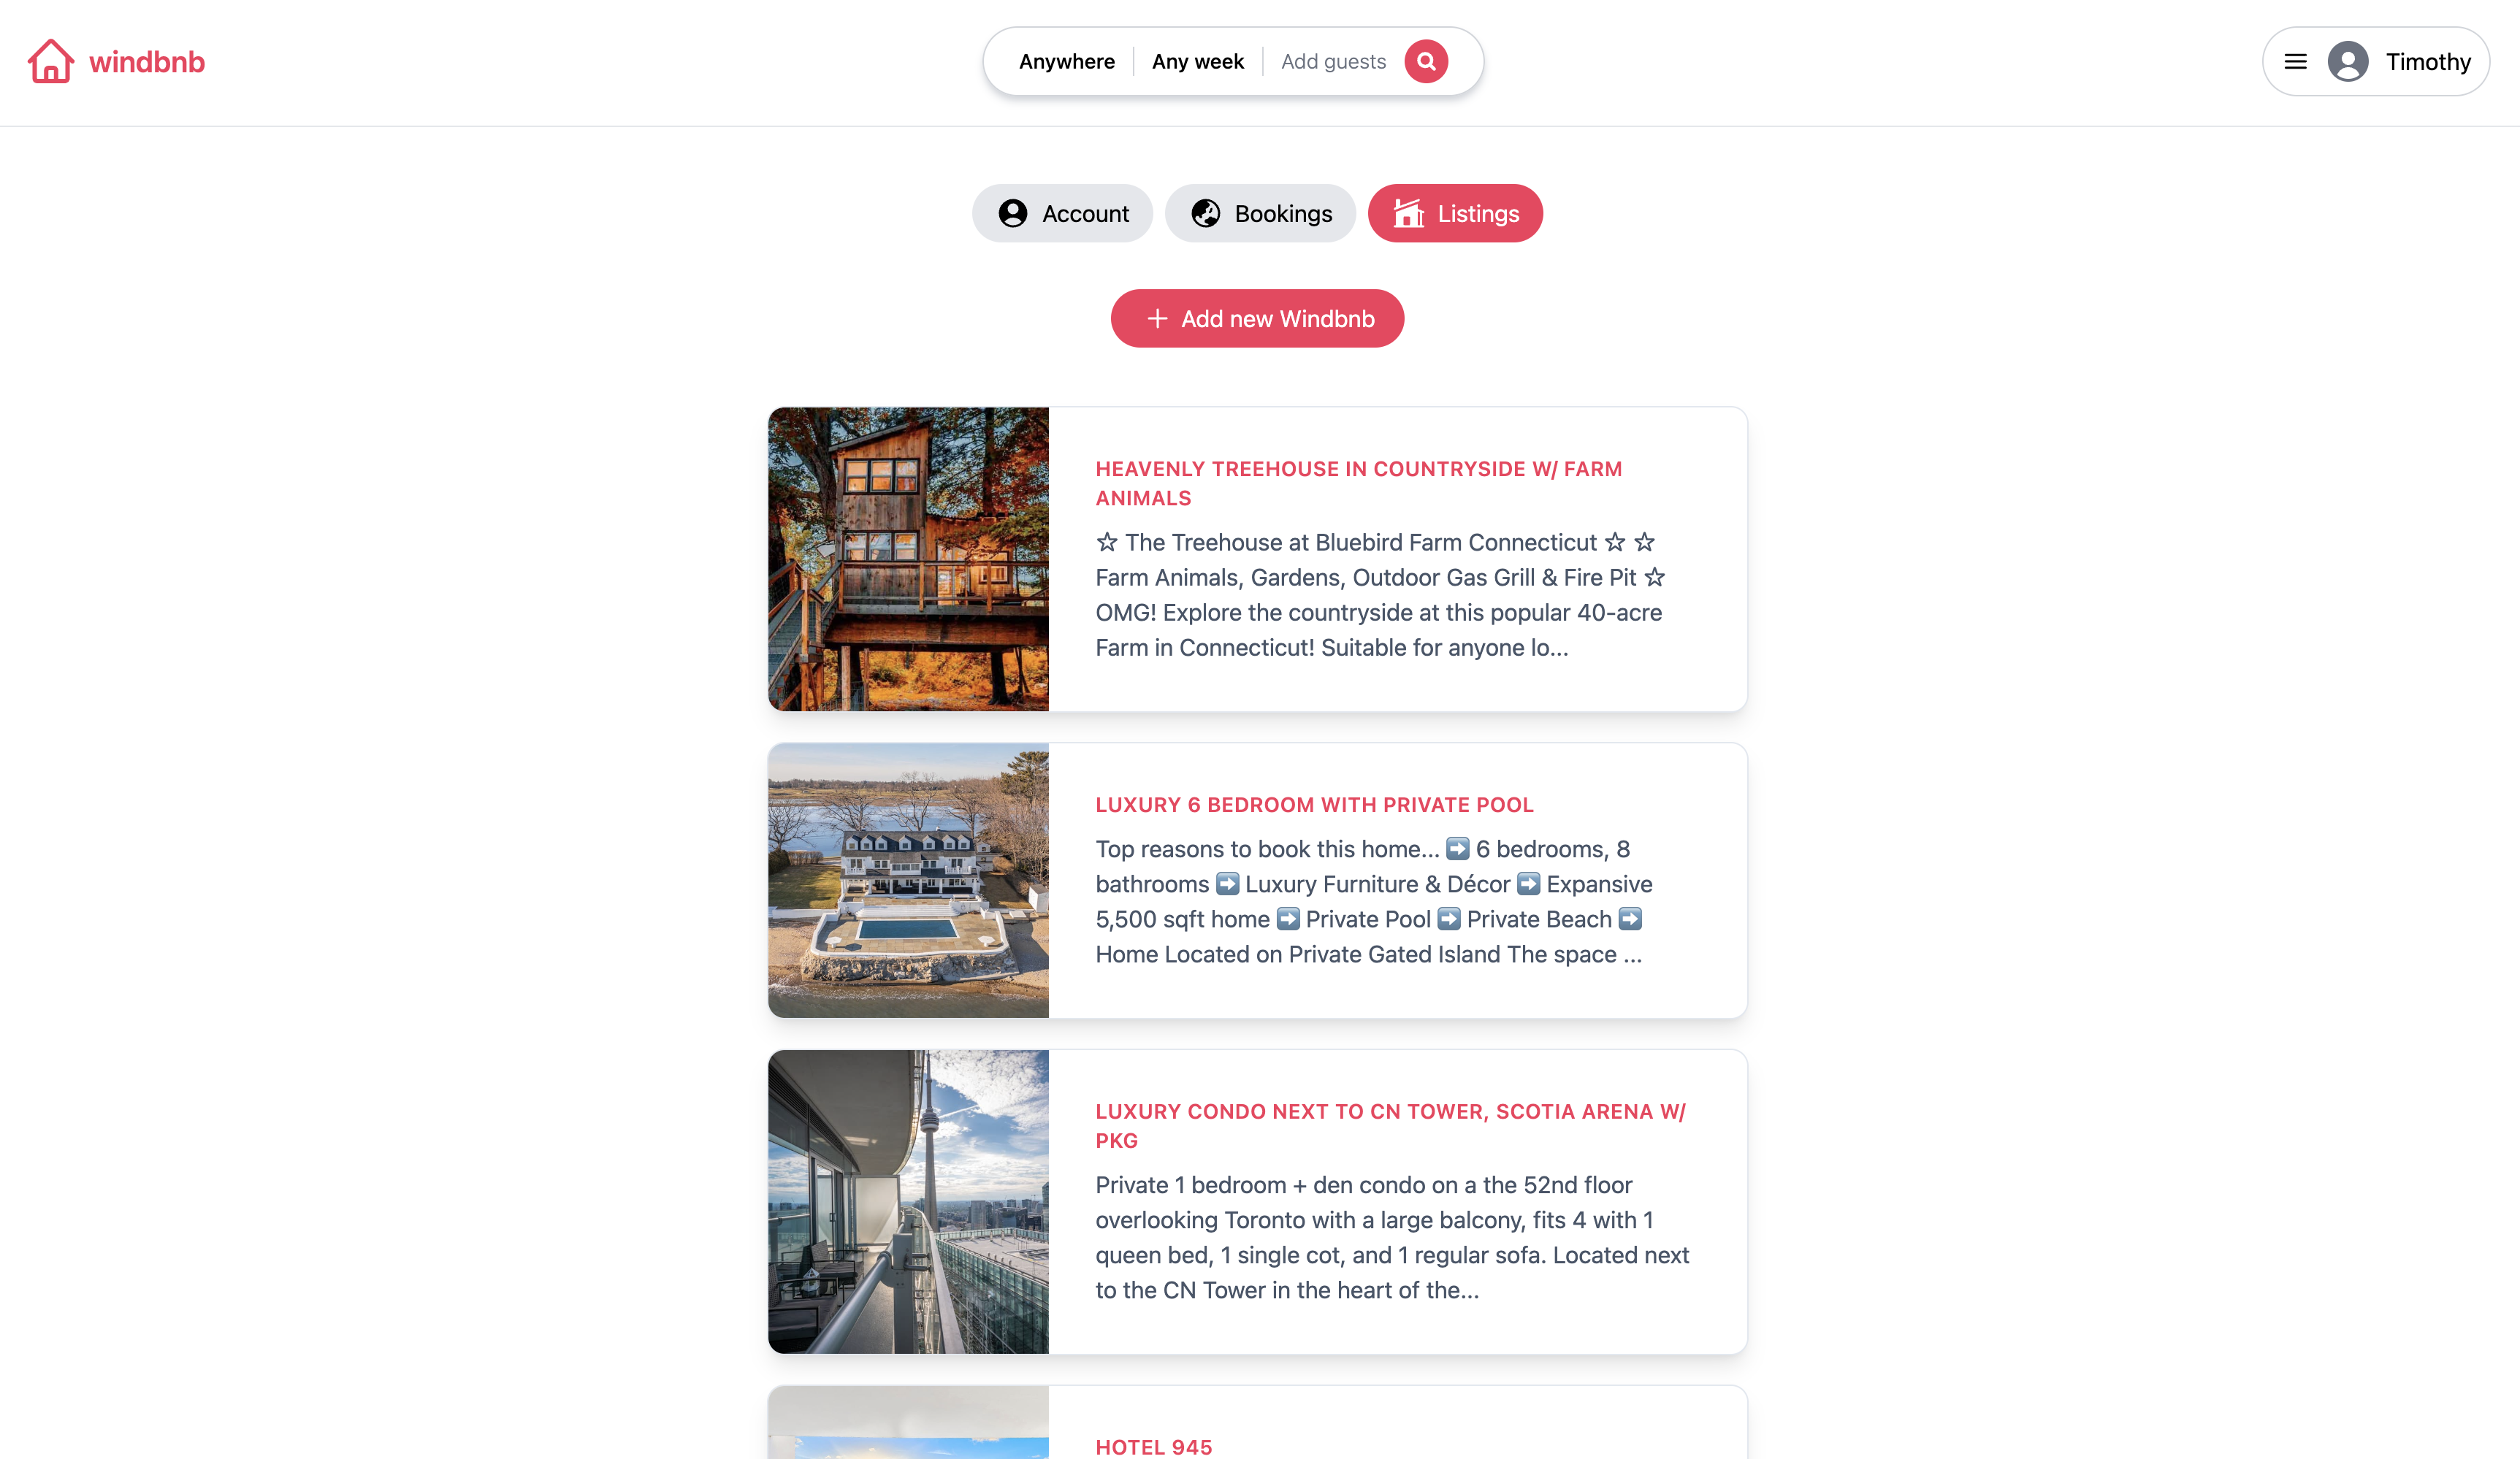 windbnb
Anywhere Any week Add guests
Timothy
Account Bookings Listings
Add new Windbnb
HEAVENLY TREEHOUSE IN COUNTRYSIDE W/ FARM
ANIMALS
☆ The Treehouse at Bluebird Farm Connecticut ☆ ☆
Farm Animals, Gardens, Outdoor Gas Grill & Fire Pit ☆
OMG! Explore the countryside at this popular 40-acre
Farm in Connecticut! Suitable for anyone lo...
LUXURY 6 BEDROOM WITH PRIVATE POOL
Top reasons to book this home... ➡️ 6 bedrooms, 8
bathrooms ➡️ Luxury Furniture & Décor ➡️ Expansive
5,500 sqft home ➡️ Private Pool ➡️ Private Beach ➡️
Home Located on Private Gated Island The space ...
LUXURY CONDO NEXT TO CN TOWER, SCOTIA ARENA W/
PKG
Private 1 bedroom + den condo on a the 52nd floor
overlooking Toronto with a large balcony, fits 4 with 1
queen bed, 1 single cot, and 1 regular sofa. Located next
to the CN Tower in the heart of the...
HOTEL 945